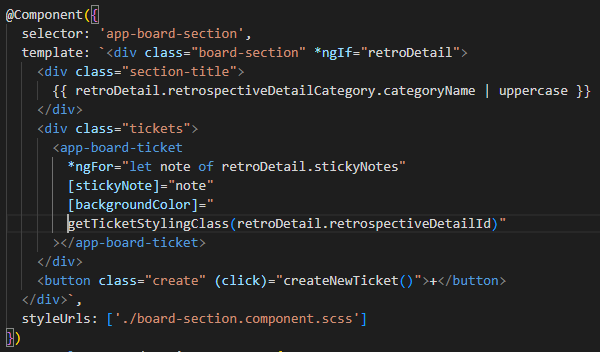 @Component({
selector: 'app-board-section',
template: `<div class="board-section" *ngIf="retroDetail">
<div class="section-title">
{{ retroDetail.retrospectiveDetailCategory.categoryName | uppercase }}
</div>
<div class="tickets">
<app-board-ticket
*ngFor="let note of retroDetail.stickyNotes"
[stickyNote]="note"
[backgroundColor]="
getTicketStylingClass(retroDetail.retrospectiveDetailId)"
></app-board-ticket>
</div>
<button class="create" (click)="createNewTicket()">+</button>
</div>`,
styleUrls: ['./board-section.component.scss']
})